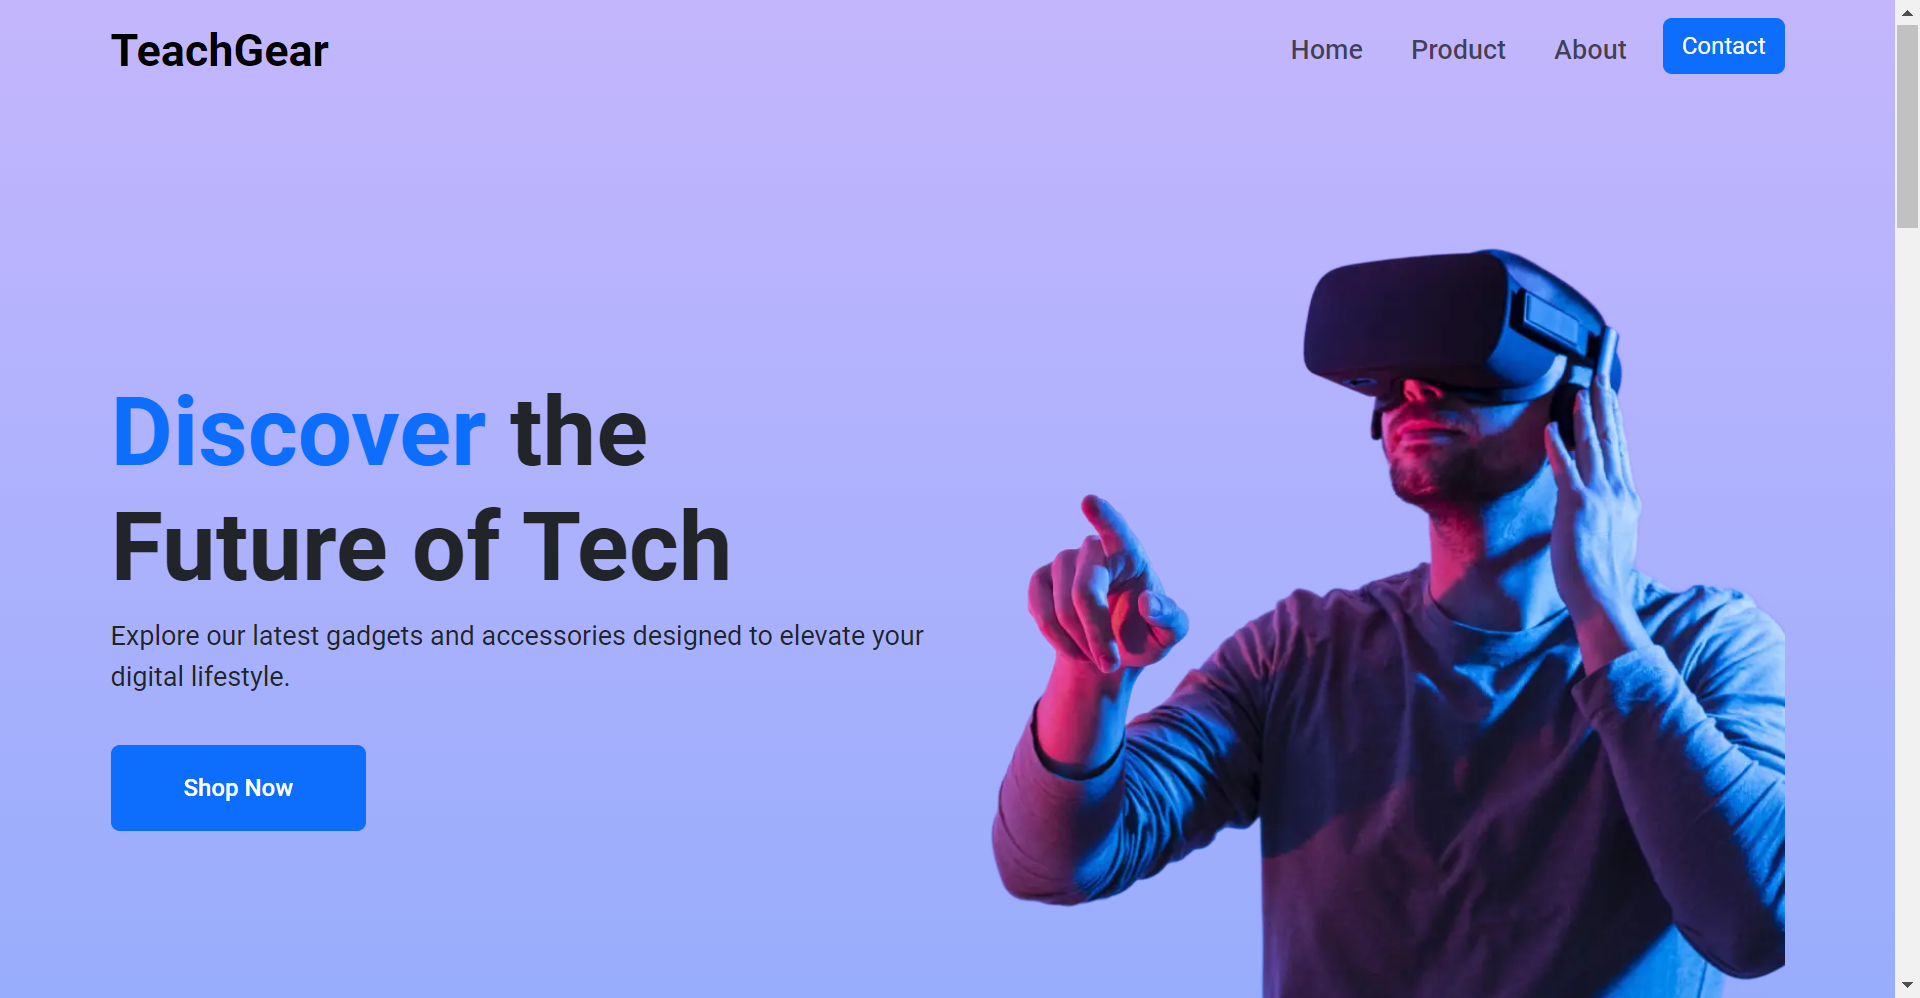 TeachGear
Home Product About Contact
Discover the
Future of Tech
Explore our latest gadgets and accessories designed to elevate your
digital lifestyle.
Shop Now